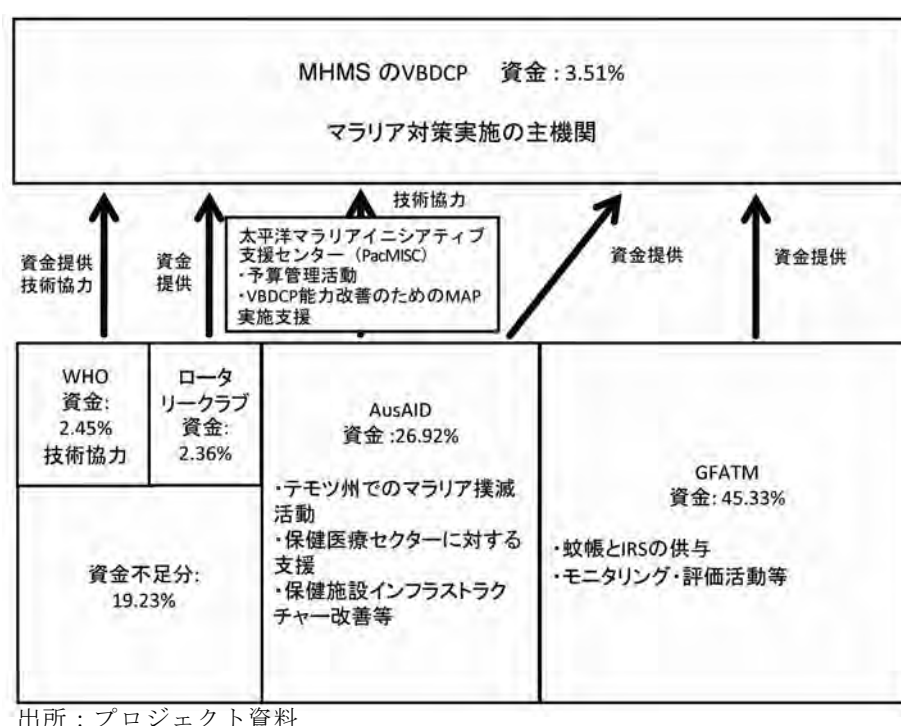 MHMS のVBDCP 資金：3.51%
マラリア対策実施の主機関
資金提供
技術協力
資金
提供
技術協力
太平洋マラリアイニシアティブ
支援センター（PacMISC）
・予算管理活動
・VBDCP能力改善のためのMAP
実施支援
資金提供
資金提供
WHO
資金:
2.45%
技術協力
ロータ
リークラブ
資金:
2.36%
資金不足分:
19.23%
AusAID
資金 :26.92%
・テモツ州でのマラリア撲滅
活動
・保健医療セクターに対する
支援
・保健施設インフラストラク
チャー改善等
GFATM
資金: 45.33%
・蚊帳とIRSの供与
・モニタリング・評価活動等
出所：プロジェクト資料